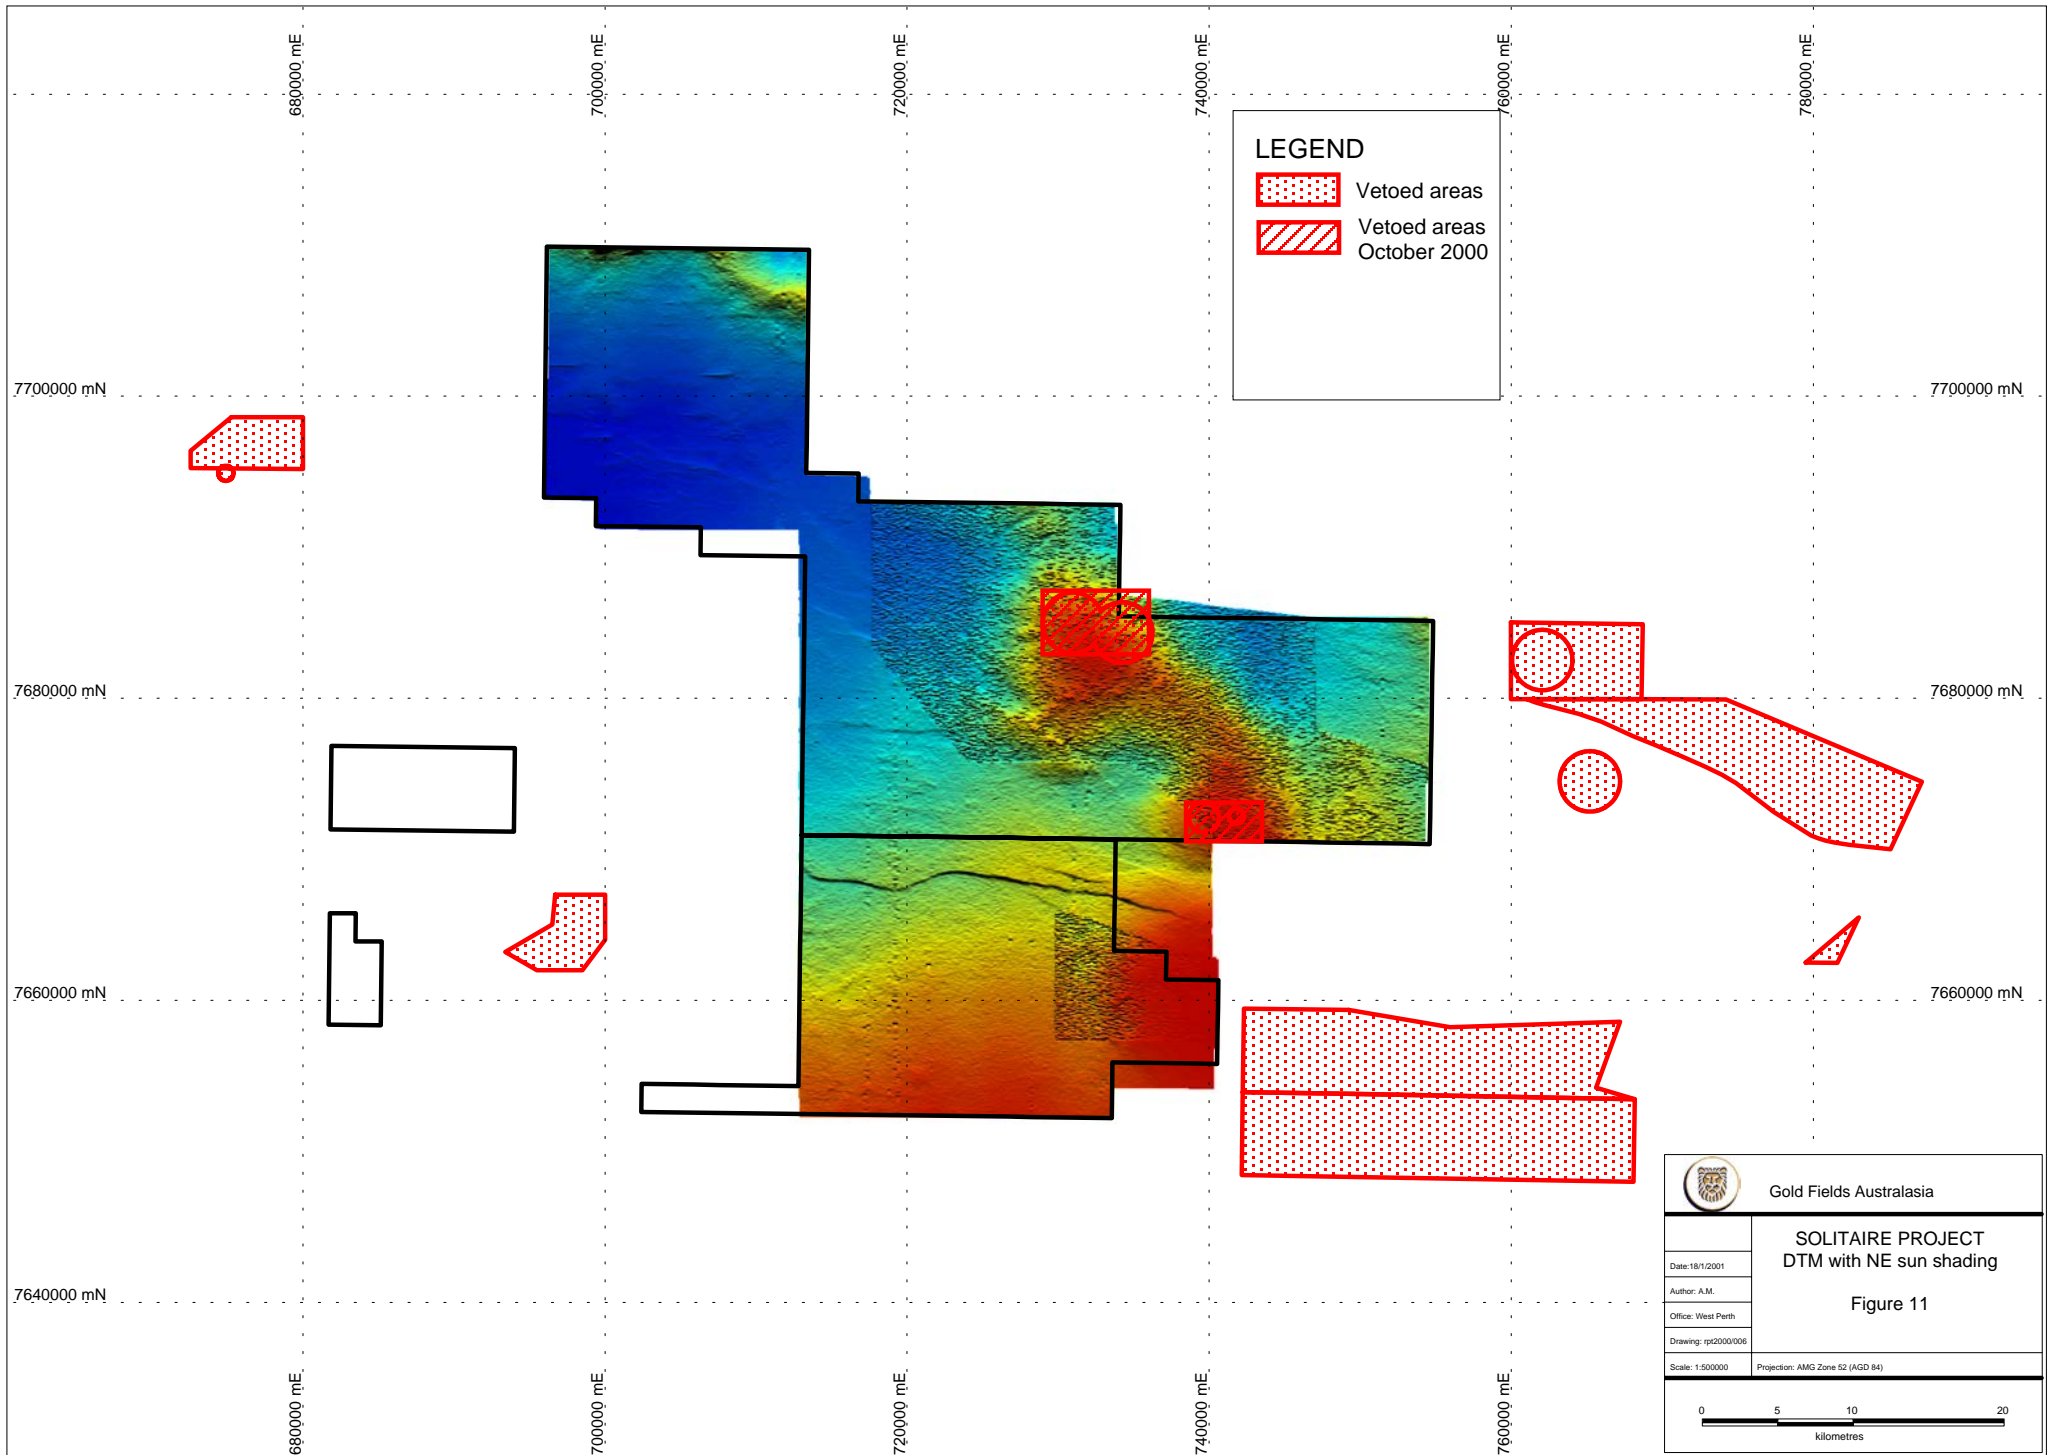 680000 mE
700000 mE
720000 mE
740000 mE
760000 mE
780000 mE
LEGEND
Vetoed areas
Vetoed areas
October 2000
7700000 mN
7700000 mN
7680000 mN
7680000 mN
7660000 mN
7660000 mN
7640000 mN
Gold Fields Australasia
SOLITAIRE PROJECT
DTM with NE sun shading
Figure 11
Date:18/1/2001
Author: A.M.
Office: West Perth
Drawing: rpt2000/006
Scale: 1:500000
Projection: AMG Zone 52 (AGD 84)
0 5 10 20
kilometres
680000 mE
700000 mE
720000 mE
740000 mE
760000 mE